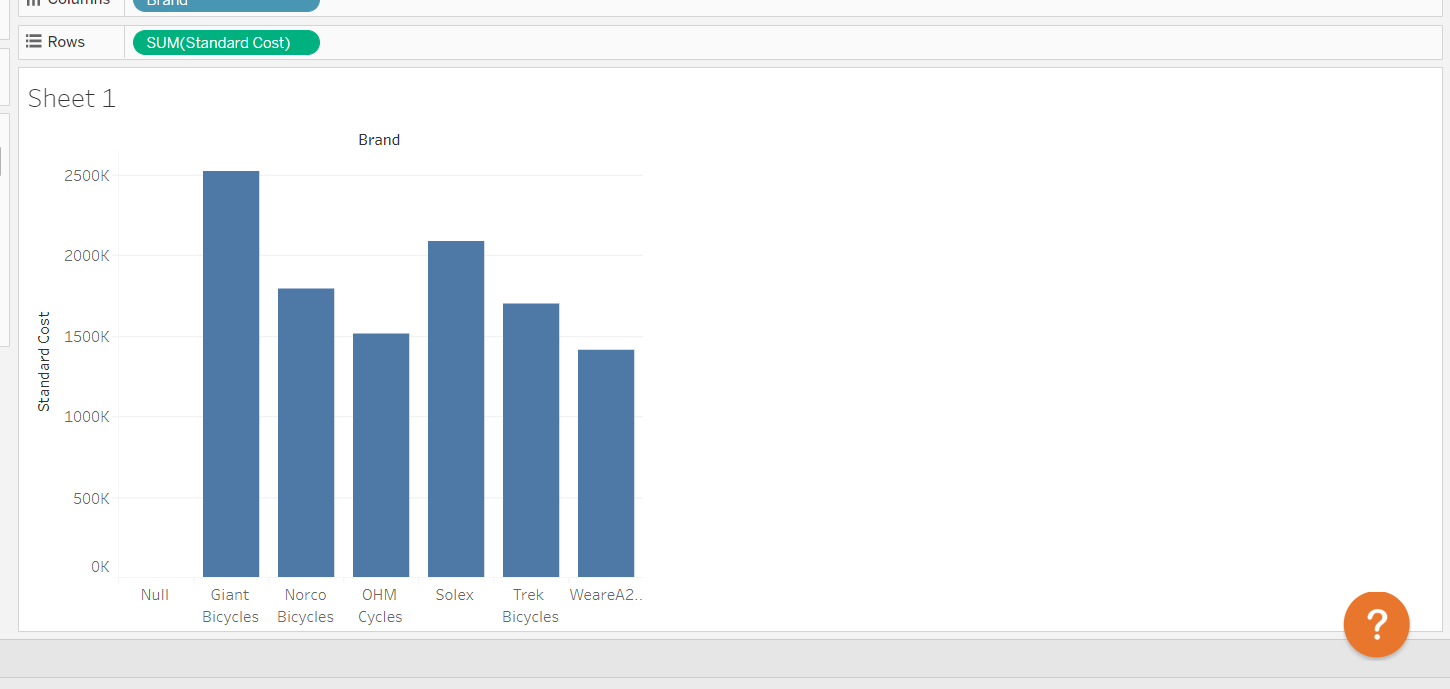 Columns
Brand
Rows
SUM(Standard Cost)
Sheet 1
Brand
2500K
2000K
1500K
1000K
500K
0K
Standard Cost
Null
Giant
Bicycles
Norco
Bicycles
OHM
Cycles
Solex
Trek
Bicycles
WeareA2..
?